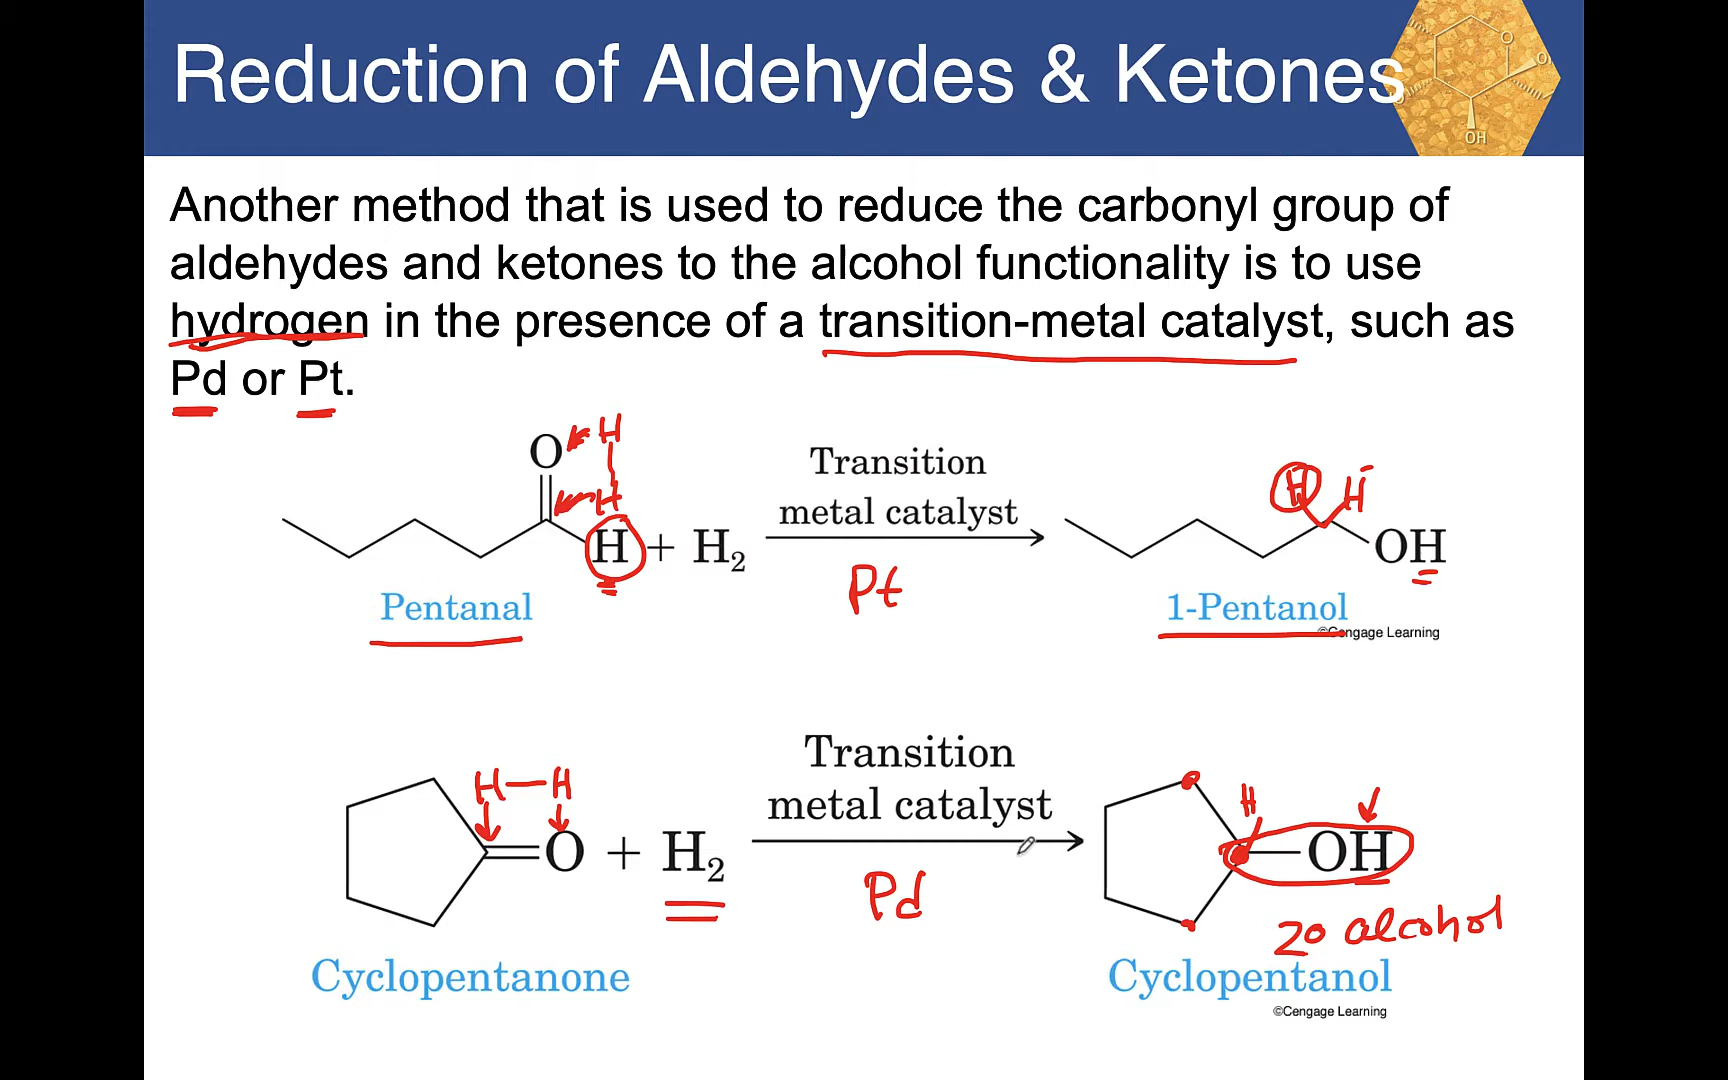 Reduction of Aldehydes & Ketones
O
O
OH
Another method that is used to reduce the carbonyl group of
aldehydes and ketones to the alcohol functionality is to use
hydrogen in the presence of a transition-metal catalyst, such as
Pd or Pt.
O H
H
H + H2
Transition
metal catalyst
Pt
H H
OH
Pentanal
1-Pentanol
©Cengage Learning
H—H
O + H2
Transition
metal catalyst
Pd
H
OH
2º alcohol
Cyclopentanone
Cyclopentanol
©Cengage Learning